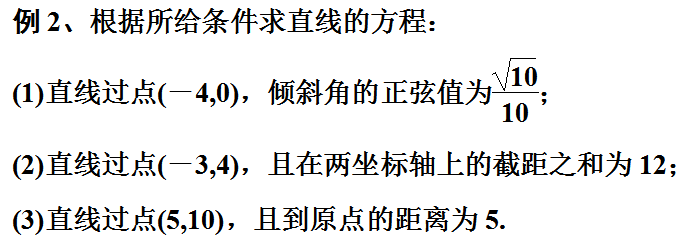 例2、根据所给条件求直线的方程：
(1)直线过点(－4,0)，倾斜角的正弦值为√10/10；
(2)直线过点(－3,4)，且在两坐标轴上的截距之和为12；
(3)直线过点(5,10)，且到原点的距离为5.